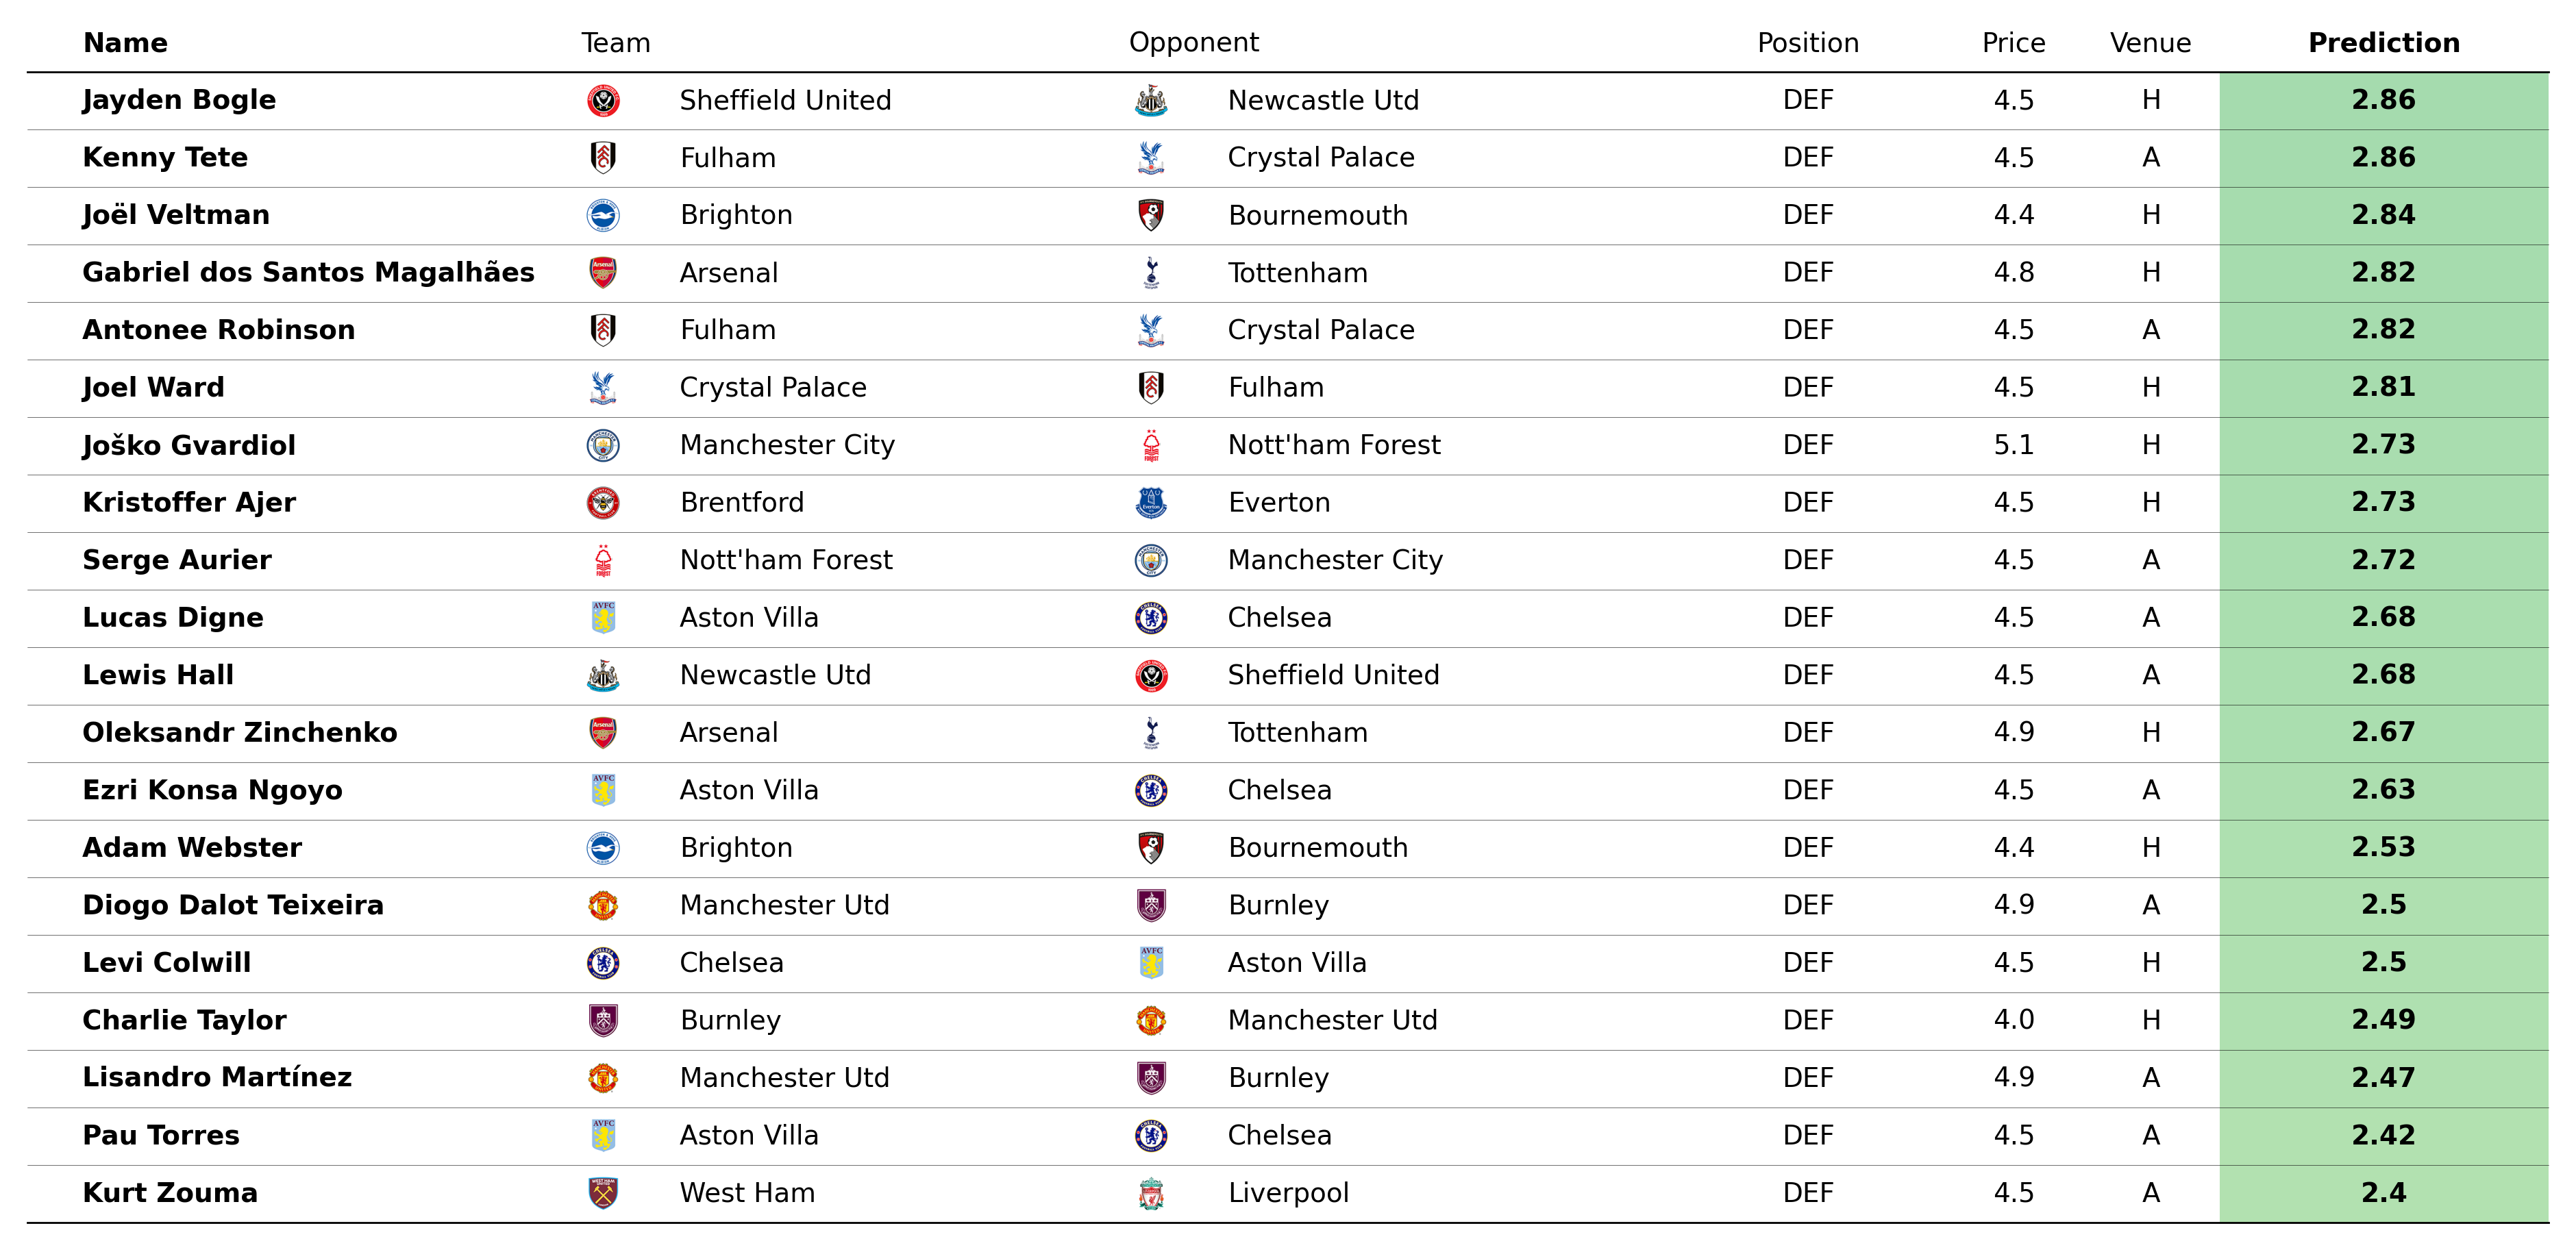 Name Team Opponent Position Price Venue Prediction
Jayden Bogle Sheffield United Newcastle Utd DEF 4.5 H 2.86
Kenny Tete Fulham Crystal Palace DEF 4.5 A 2.86
Joël Veltman Brighton Bournemouth DEF 4.4 H 2.84
Gabriel dos Santos Magalhães Arsenal Tottenham DEF 4.8 H 2.82
Antonee Robinson Fulham Crystal Palace DEF 4.5 A 2.82
Joel Ward Crystal Palace Fulham DEF 4.5 H 2.81
Joško Gvardiol Manchester City Nott'ham Forest DEF 5.1 H 2.73
Kristoffer Ajer Brentford Everton DEF 4.5 H 2.73
Serge Aurier Nott'ham Forest Manchester City DEF 4.5 A 2.72
Lucas Digne Aston Villa Chelsea DEF 4.5 A 2.68
Lewis Hall Newcastle Utd Sheffield United DEF 4.5 A 2.68
Oleksandr Zinchenko Arsenal Tottenham DEF 4.9 H 2.67
Ezri Konsa Ngoyo Aston Villa Chelsea DEF 4.5 A 2.63
Adam Webster Brighton Bournemouth DEF 4.4 H 2.53
Diogo Dalot Teixeira Manchester Utd Burnley DEF 4.9 A 2.5
Levi Colwill Chelsea Aston Villa DEF 4.5 H 2.5
Charlie Taylor Burnley Manchester Utd DEF 4.0 H 2.49
Lisandro Martínez Manchester Utd Burnley DEF 4.9 A 2.47
Pau Torres Aston Villa Chelsea DEF 4.5 A 2.42
Kurt Zouma West Ham Liverpool DEF 4.5 A 2.4